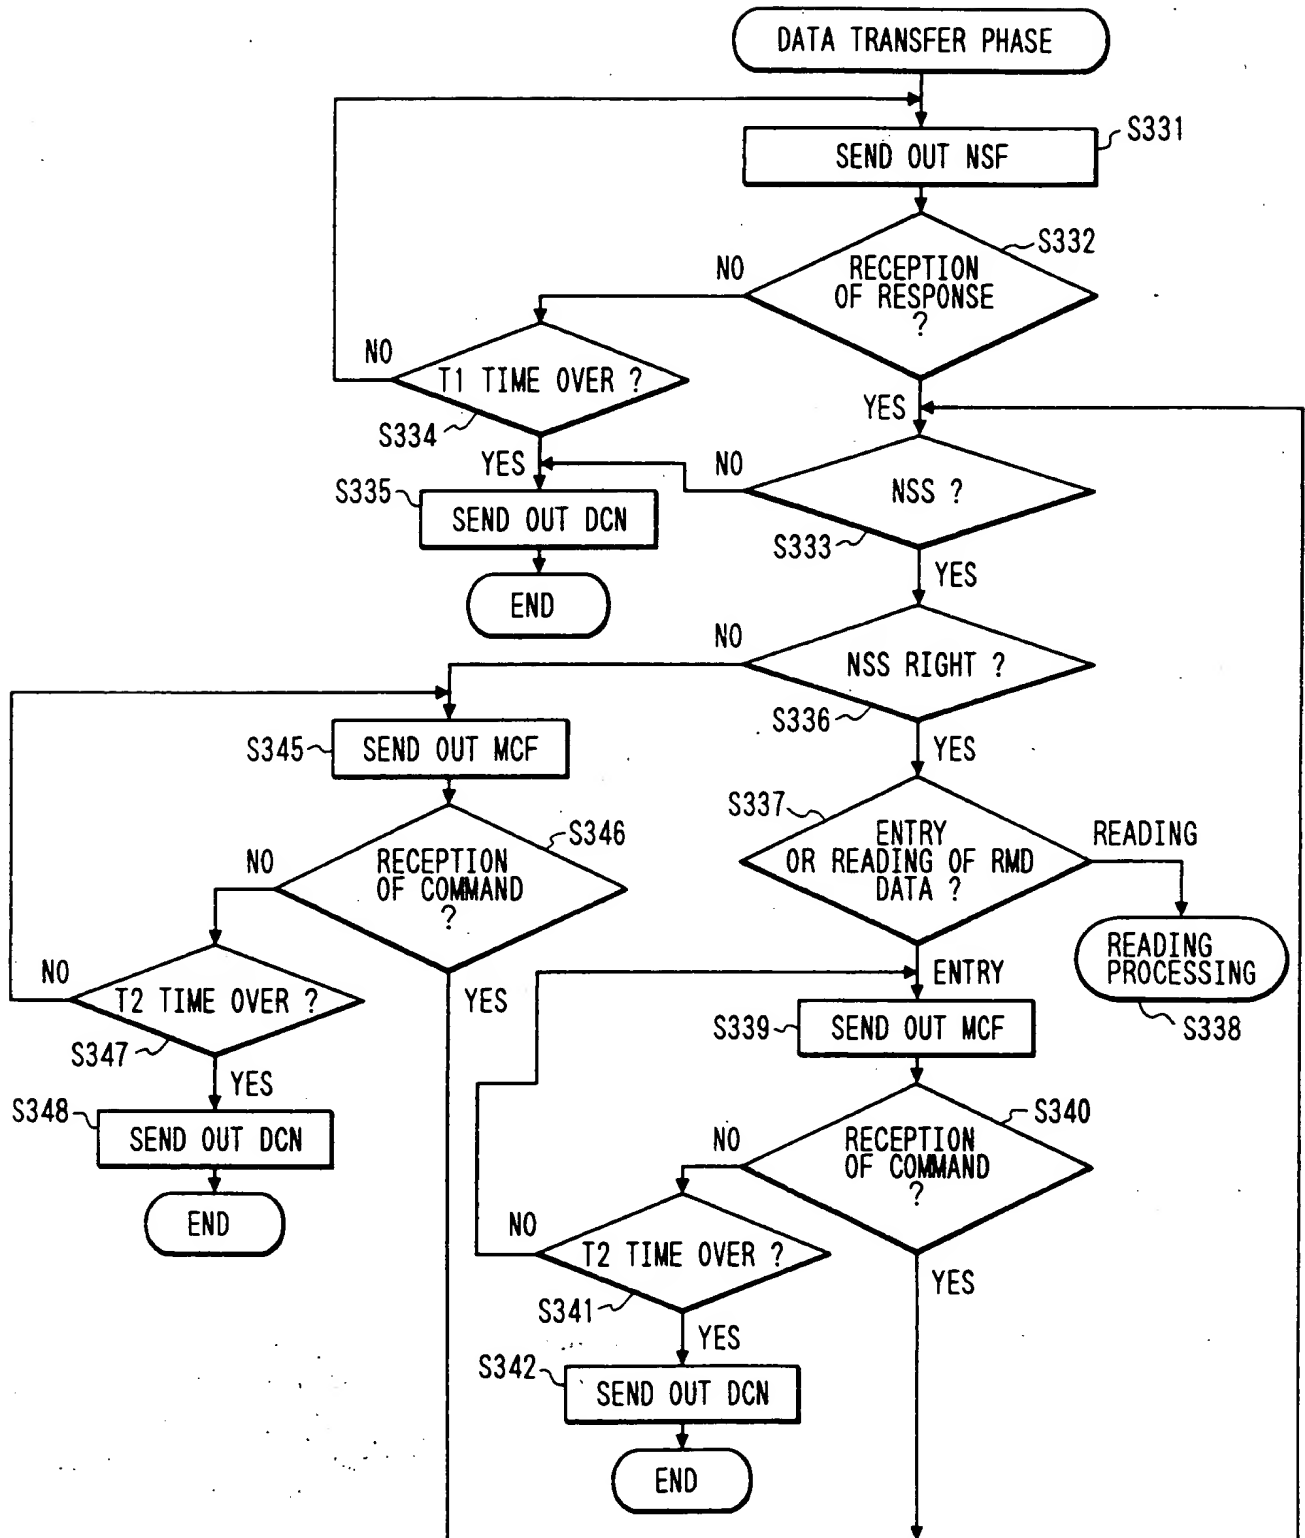 DATA TRANSFER PHASE
S331
SEND OUT NSF
S332
RECEPTION
OF RESPONSE
?
NO
NO
T1 TIME OVER ?
S334
YES
YES
NO
NSS ?
S335
SEND OUT DCN
S333
YES
END
NO
NSS RIGHT ?
S336
YES
S345
SEND OUT MCF
S337
ENTRY
OR READING OF RMD
DATA ?
READING
S346
RECEPTION
OF COMMAND
?
NO
READING
PROCESSING
S338
NO
T2 TIME OVER ?
YES
ENTRY
S347
S339
SEND OUT MCF
YES
S348
SEND OUT DCN
S340
RECEPTION
OF COMMAND
?
NO
END
NO
T2 TIME OVER ?
YES
S341
YES
S342
SEND OUT DCN
END